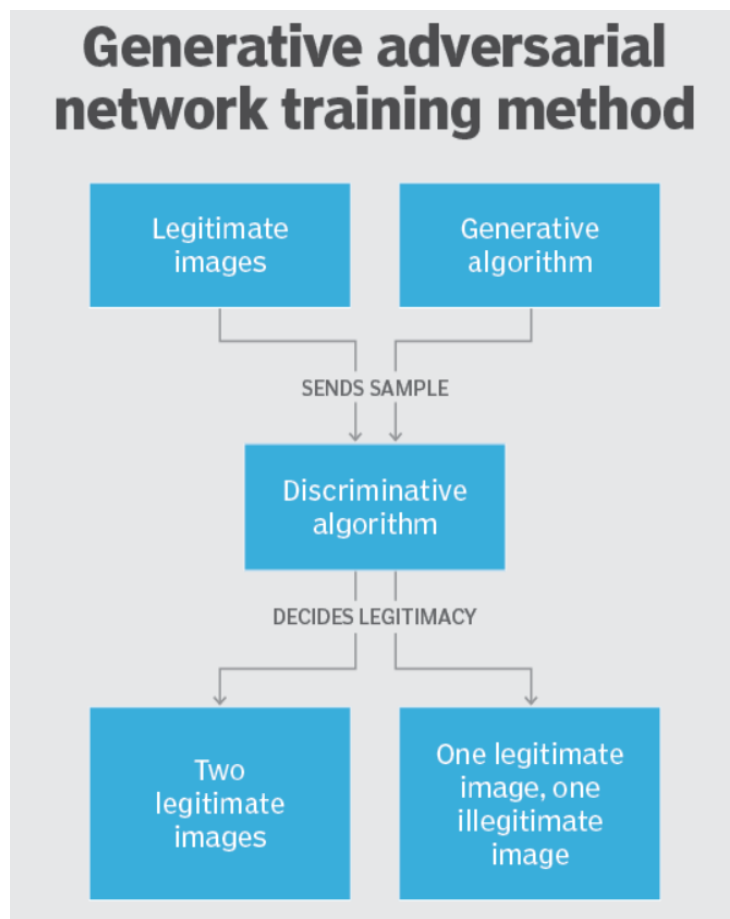 Generative adversarial
network training method
Legitimate
images
Generative
algorithm
SENDS SAMPLE
Discriminative
algorithm
DECIDES LEGITIMACY
Two
legitimate
images
One legitimate
image, one
illegitimate
image